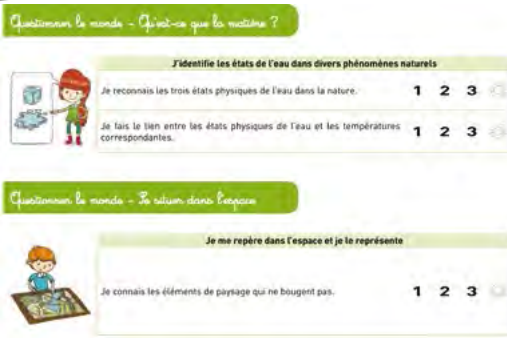 Questionner le monde - Qu'est-ce que la matière ?
J'identifie les états de l'eau dans divers phénomènes naturels
Je reconnais les trois états physiques de l'eau dans la nature.
1 2 3
Je fais le lien entre les états physiques de l'eau et les températures
correspondantes.
1 2 3
Questionner le monde - Se situer dans l'espace
Je me repère dans l'espace et je le représente
Je connais les éléments de paysage qui ne bougent pas.
1 2 3